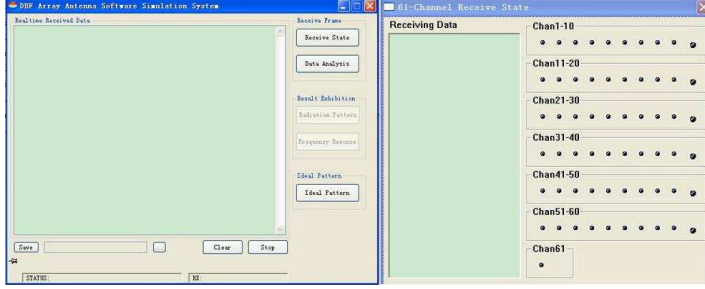 DBF Array Antenna Software Simulation System
Realtime Received Data
Receive Frame
Receive State
Data Analysis
Result Exhibition
Radiation Pattern
Frequency Resonse
Ideal Pattern
Ideal Pattern
Save
...
Clear
Stop
STATUS:
RX:
61-Channel Receive State
Receiving Data
Chan1-10
Chan11-20
Chan21-30
Chan31-40
Chan41-50
Chan51-60
Chan61